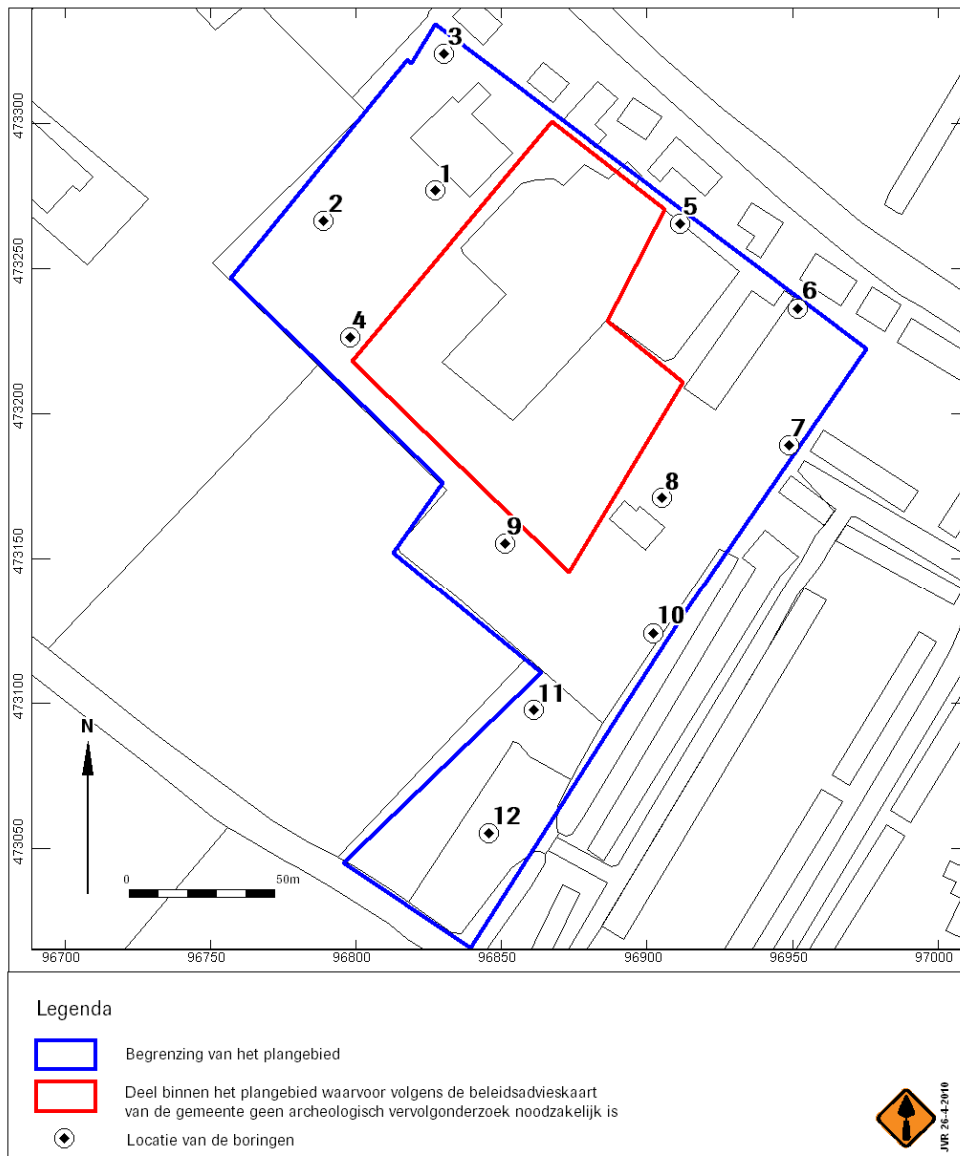 3
1
2
5
4
6
7
8
9
10
11
12
473300
473250
473200
473150
473100
473050
N
0 50m
96700 96750 96800 96850 96900 96950 97000
Legenda
Begrenzing van het plangebied
Deel binnen het plangebied waarvoor volgens de beleidsadvieskaart
van de gemeente geen archeologisch vervolgonderzoek noodzakelijk is
Locatie van de boringen
JVR 26-4-2010